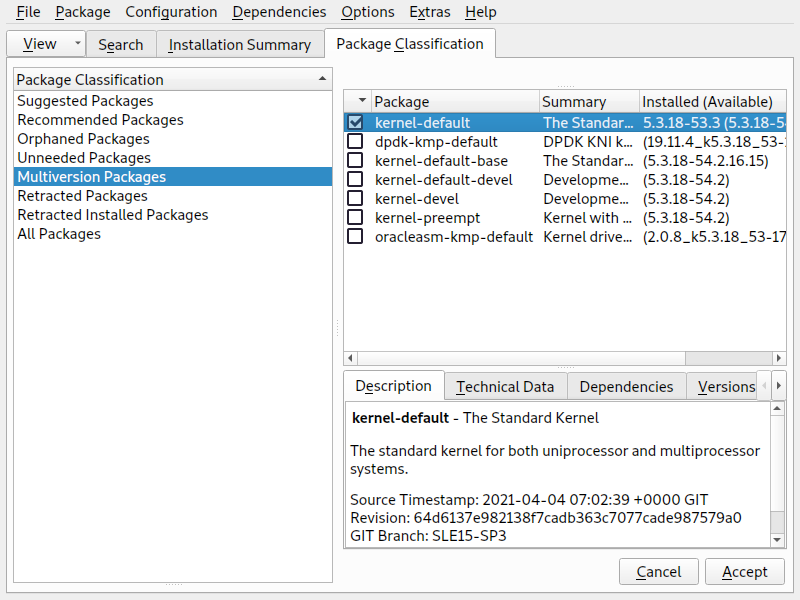 File Package Configuration Dependencies Options Extras Help
View Search Installation Summary Package Classification
Package Classification
Suggested Packages
Recommended Packages
Orphaned Packages
Unneeded Packages
Multiversion Packages
Retracted Packages
Retracted Installed Packages
All Packages
Package Summary Installed (Available)
kernel-default The Standar... 5.3.18-53.3 (5.3.18-5
dpdk-kmp-default DPDK KNI k... (19.11.4_k5.3.18_53-
kernel-default-base The Standar... (5.3.18-54.2.16.15)
kernel-default-devel Developme... (5.3.18-54.2)
kernel-devel Developme... (5.3.18-54.2)
kernel-preempt Kernel with ... (5.3.18-54.2)
oracleasm-kmp-default Kernel drive... (2.0.8_k5.3.18_53-17
Description Technical Data Dependencies Versions
kernel-default - The Standard Kernel
The standard kernel for both uniprocessor and multiprocessor
systems.
Source Timestamp: 2021-04-04 07:02:39 +0000 GIT
Revision: 64d6137e982138f7cadb363c7077cade987579a0
GIT Branch: SLE15-SP3
Cancel Accept